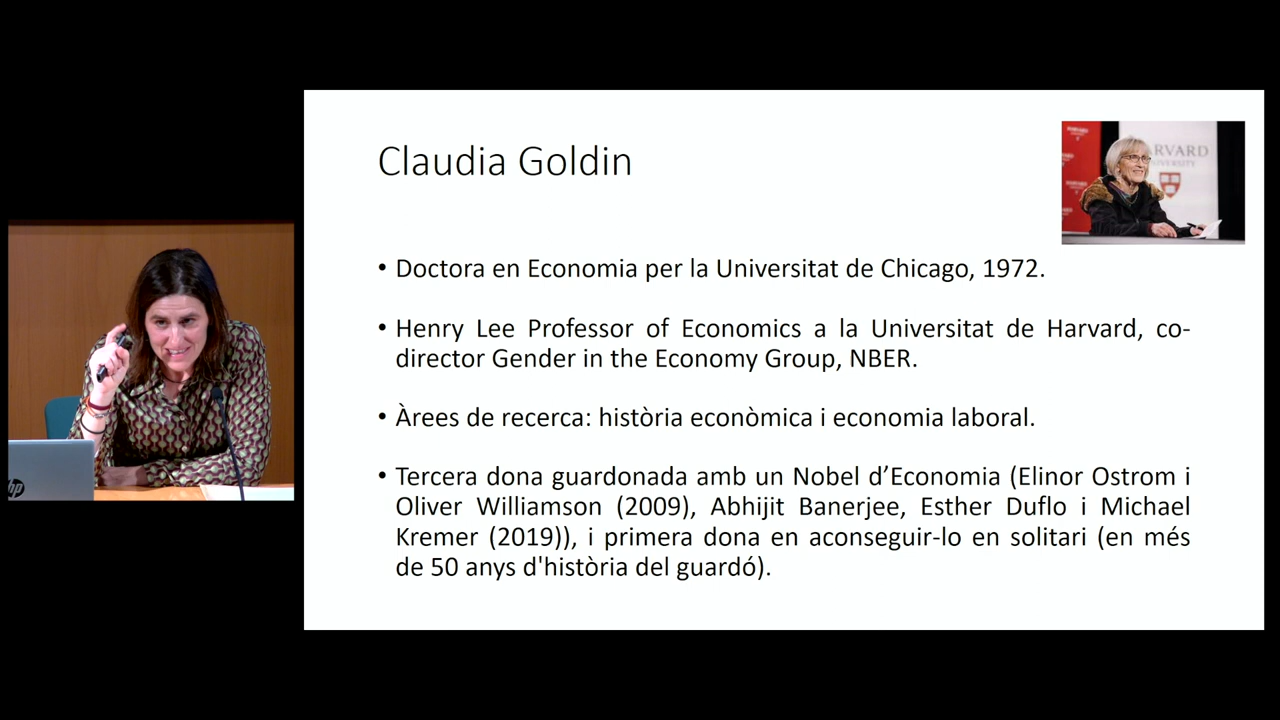 Claudia Goldin
RVARD
UNIVERSITY
• Doctora en Economia per la Universitat de Chicago, 1972.
• Henry Lee Professor of Economics a la Universitat de Harvard, co-
director Gender in the Economy Group, NBER.
• Àrees de recerca: història econòmica i economia laboral.
• Tercera dona guardonada amb un Nobel d’Economia (Elinor Ostrom i
Oliver Williamson (2009), Abhijit Banerjee, Esther Duflo i Michael
Kremer (2019)), i primera dona en aconseguir-lo en solitari (en més
de 50 anys d'història del guardó).
hp